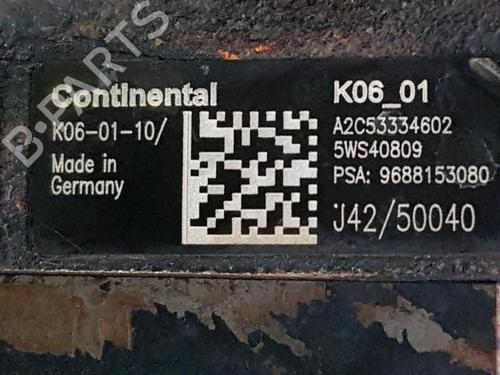 B-PARTS
Continental
K06-01-10/
Made in
Germany
K06_01
A2C53334602
5WS40809
PSA: 9688153080
J42/50040